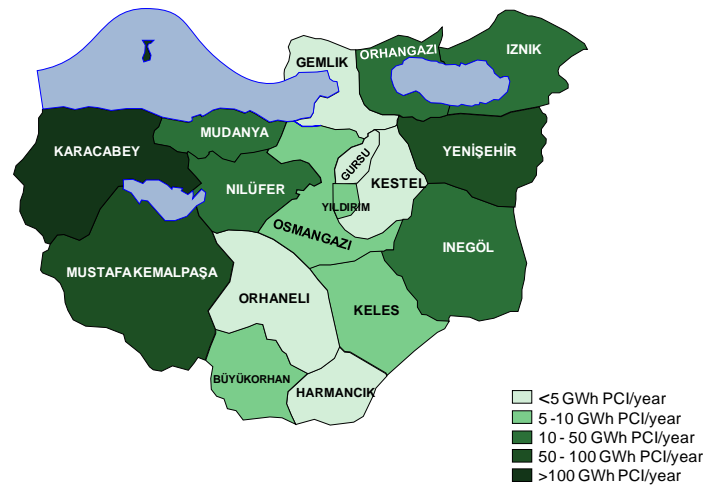 ORHANGAZI
IZNIK
GEMLIK
MUDANYA
KARACABEY
YENİŞEHİR
GURSU
KESTEL
NILÜFER
YILDIRIM
OSMANGAZI
INEGÖL
MUSTAFA KEMALPAŞA
ORHANELI
KELES
BÜYÜKORHAN
HARMANCIK
<5 GWh PCI/year
5-10 GWh PCI/year
10 - 50 GWh PCI/year
50 - 100 GWh PCI/year
>100 GWh PCI/year